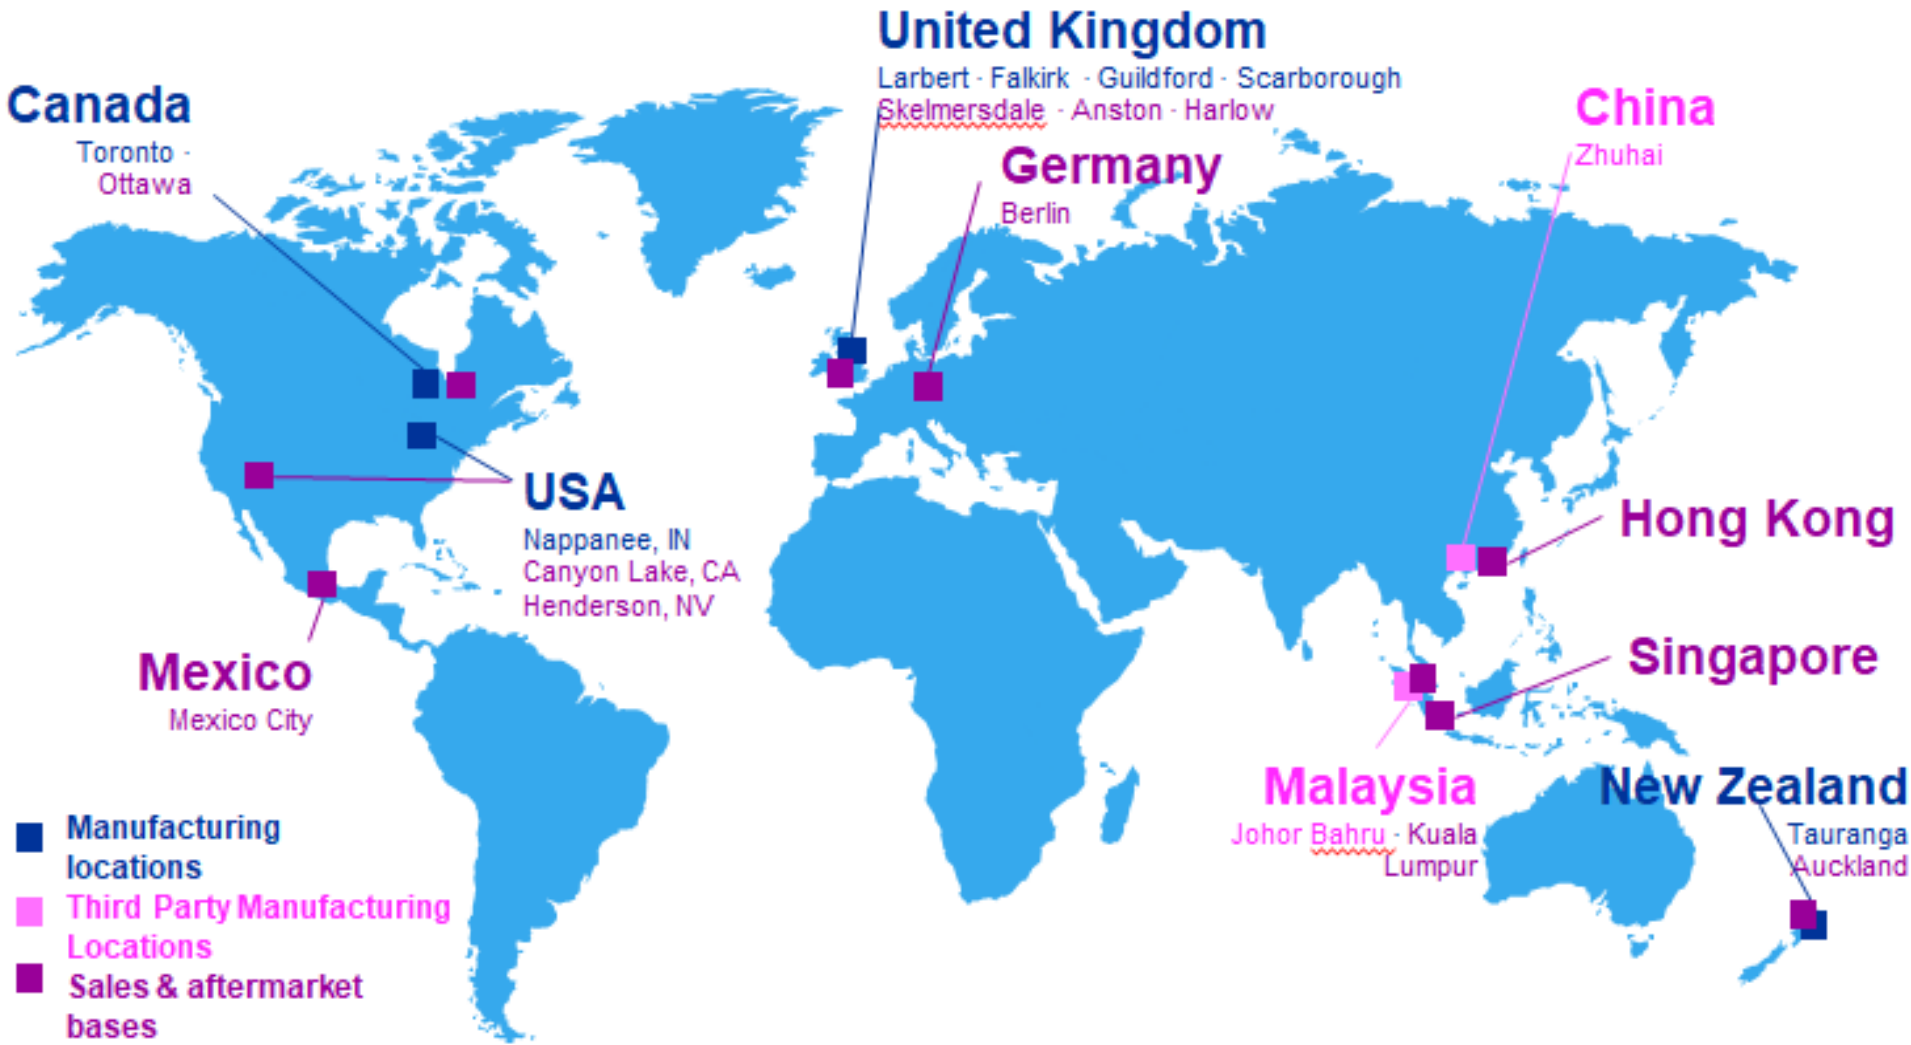 United Kingdom
Larbert - Falkirk - Guildford - Scarborough
Skelmersdale - Anston - Harlow
Canada
Toronto -
Ottawa
China
Zhuhai
Germany
Berlin
USA
Nappanee, IN
Canyon Lake, CA
Henderson, NV
Hong Kong
Mexico
Mexico City
Singapore
Malaysia
Johor Bahru - Kuala
Lumpur
New Zealand
Tauranga
Auckland
Manufacturing
locations
Third Party Manufacturing
Locations
Sales & aftermarket
bases